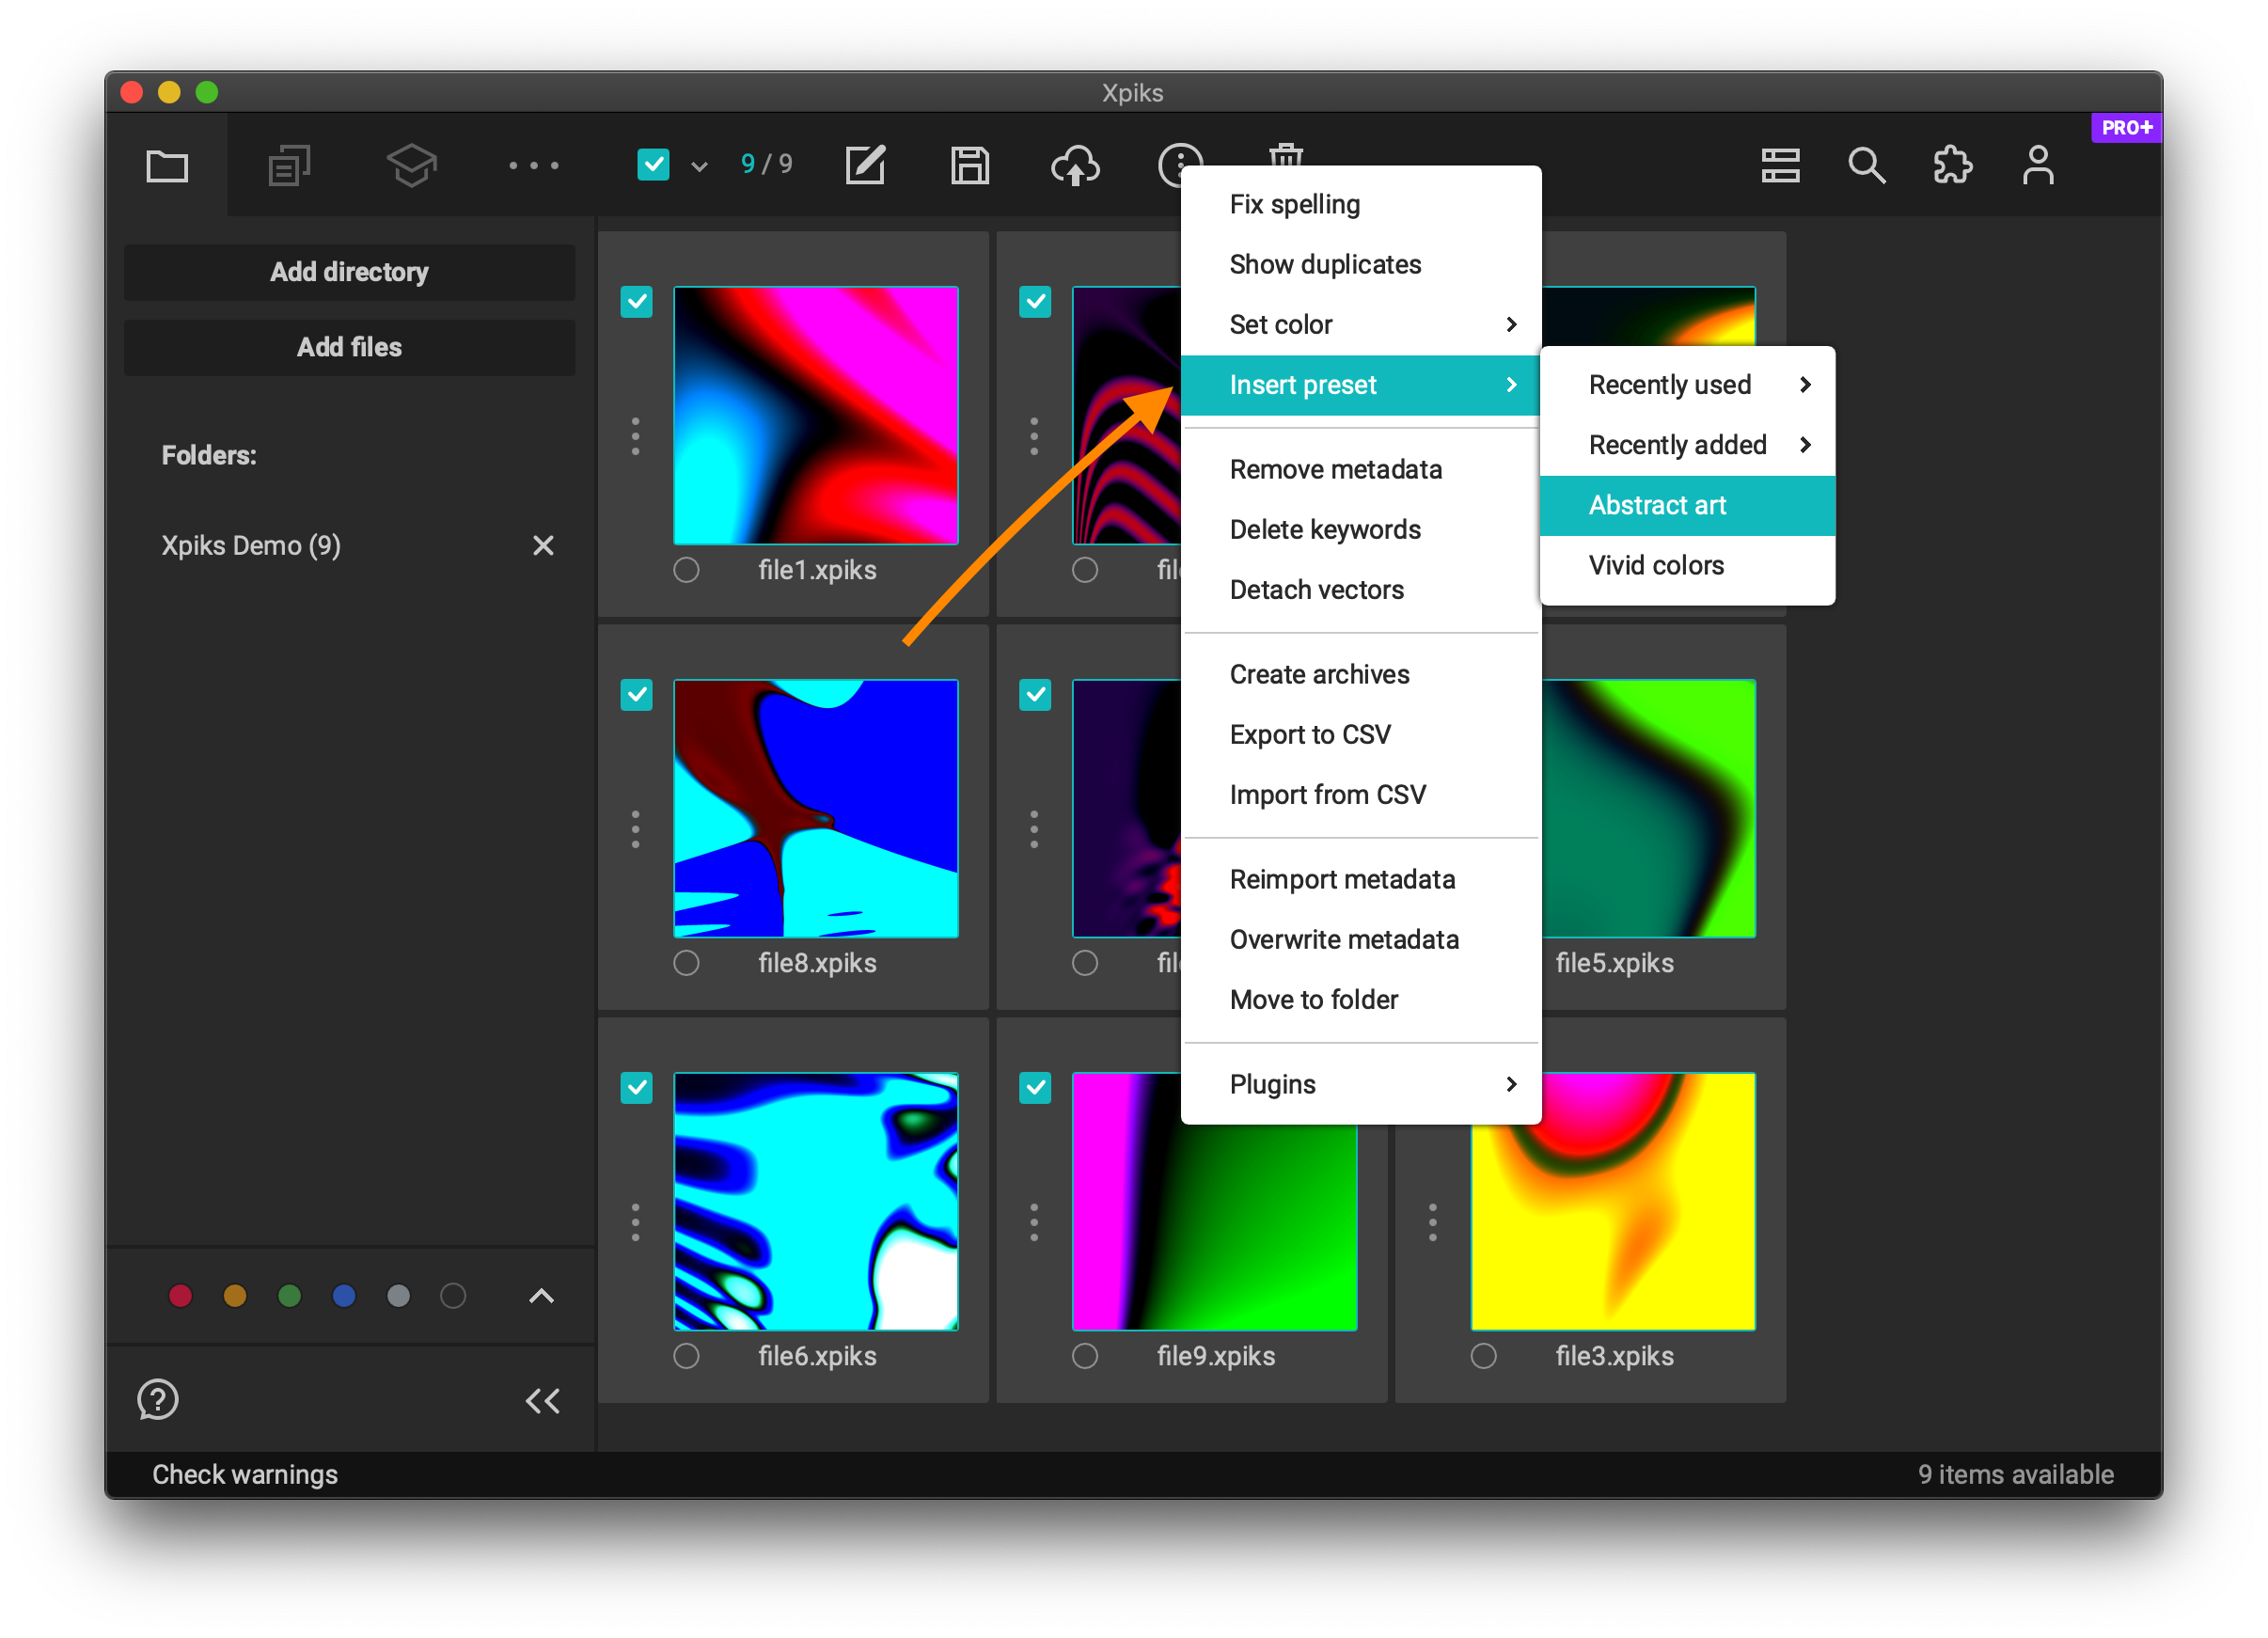 Xpiks
PRO+
9 / 9
Add directory
Add files
Folders:
Xpiks Demo (9)
Fix spelling
Show duplicates
Set color
Insert preset
Remove metadata
Delete keywords
Detach vectors
Create archives
Export to CSV
Import from CSV
Reimport metadata
Overwrite metadata
Move to folder
Plugins
Recently used
Recently added
Abstract art
Vivid colors
file1.xpiks
file8.xpiks
file5.xpiks
file6.xpiks
file9.xpiks
file3.xpiks
Check warnings
9 items available